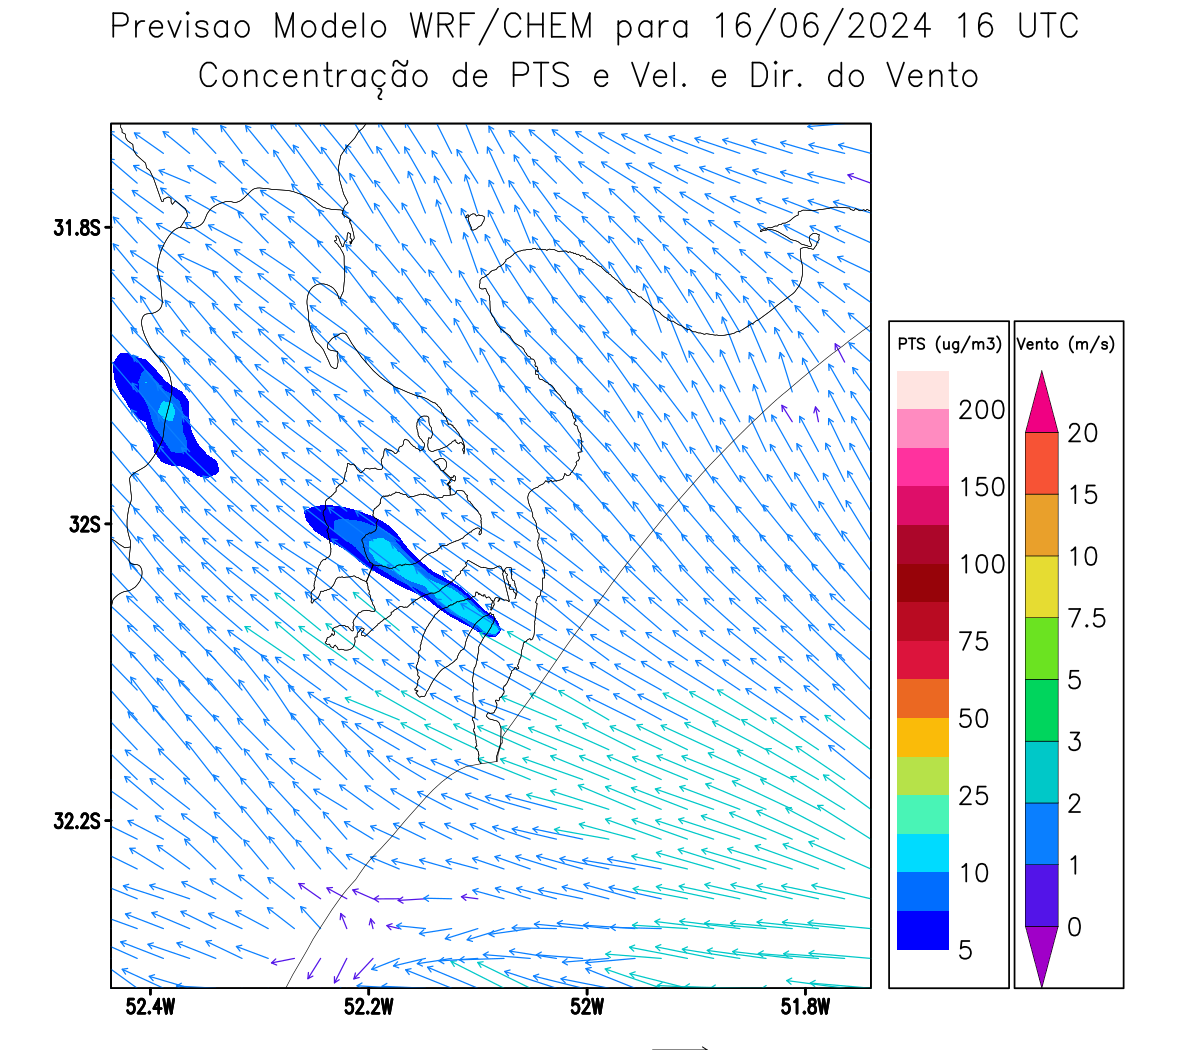 Previsao Modelo WRF/CHEM para 16/06/2024 16 UTC
Concentração de PTS e Vel. e Dir. do Vento
31.8S
32S
32.2S
52.4W 52.2W 52W 51.8W
PTS (ug/m3)
200
150
100
75
50
25
10
5
Vento (m/s)
20
15
10
7.5
5
3
2
1
0